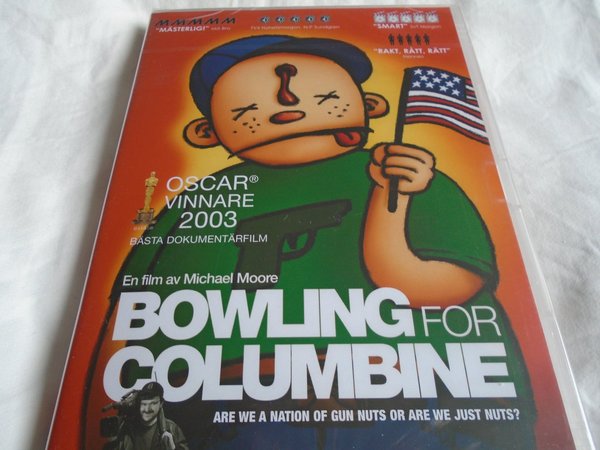 MMMMM
"MÄSTERLIG!"
"SMART"
"RAKT, RÅTT, RÄTT"
OSCAR®
VINNARE
2003
BÄSTA DOKUMENTÄRFILM
En film av Michael Moore
BOWLING FOR
COLUMBINE
ARE WE A NATION OF GUN NUTS OR ARE WE JUST NUTS?